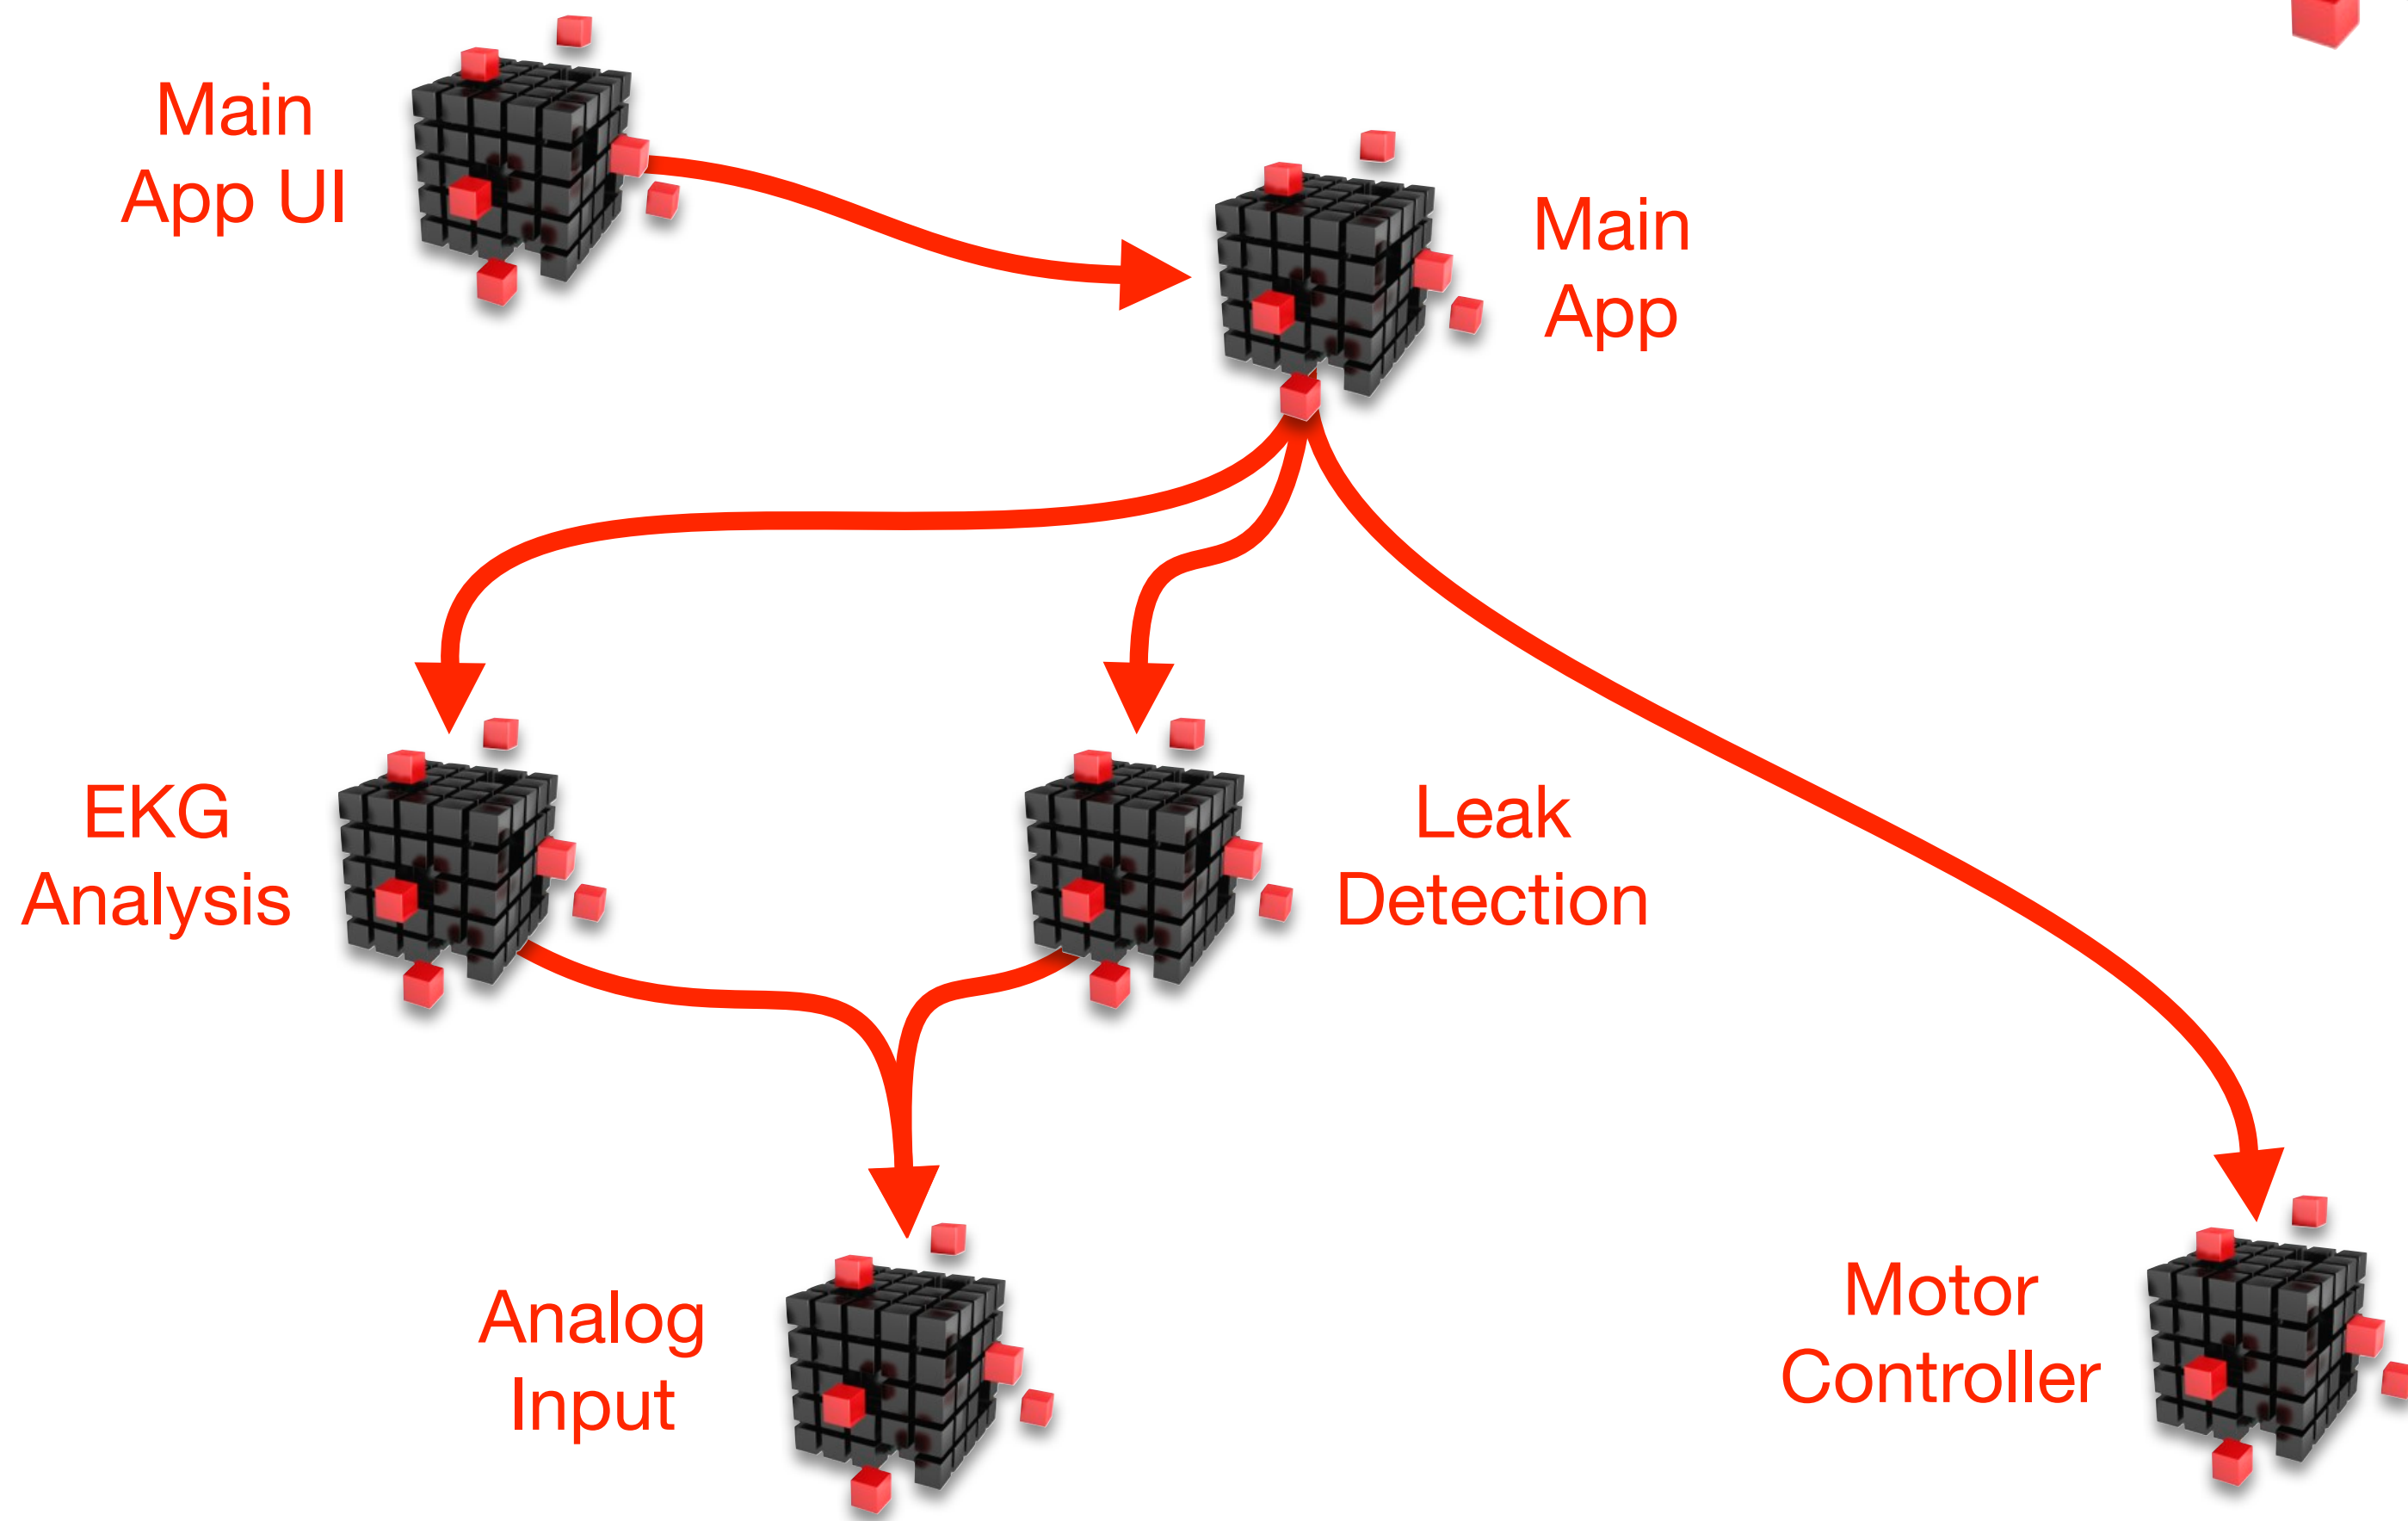 Main
App UI
Main
App
EKG
Analysis
Leak
Detection
Analog
Input
Motor
Controller